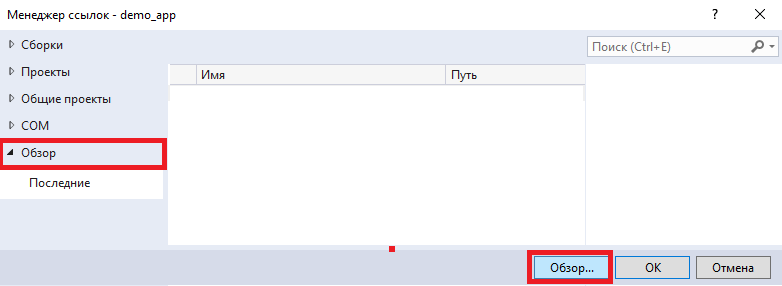 Менеджер ссылок - demo_app
? ×
Сборки
Поиск (Ctrl+E)
Имя Путь
Проекты
Общие проекты
COM
Обзор
Последние
Обзор... OK Отмена